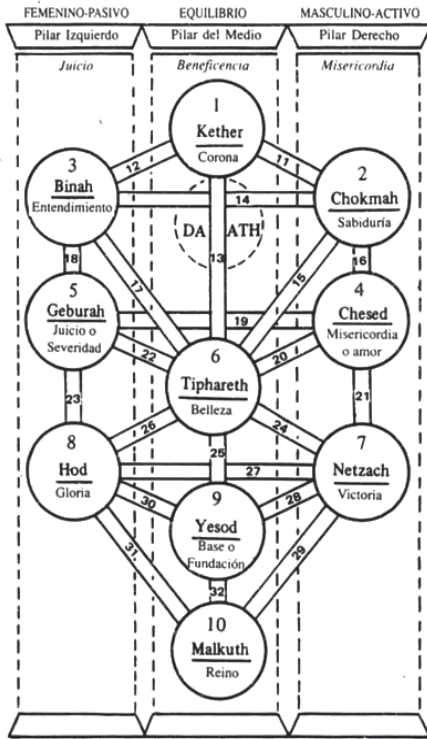 FEMENINO-PASIVO EQUILIBRIO MASCULINO-ACTIVO
Pilar Izquierdo Pilar del Medio Pilar Derecho
Juicio Beneficencia Misericordia
1
Kether
Corona
12
11
3
Binah
Entendimiento
2
Chokmah
Sabiduría
14
DA ATH
13
18
17
15
16
5
Geburah
Juicio o
Severidad
4
Chesed
Misericordia
o amor
19
22
20
6
Tiphareth
Belleza
23
21
26
24
25
8
Hod
Gloria
7
Netzach
Victoria
27
30
28
9
Yesod
Base o
Fundación
31
29
32
10
Malkuth
Reino